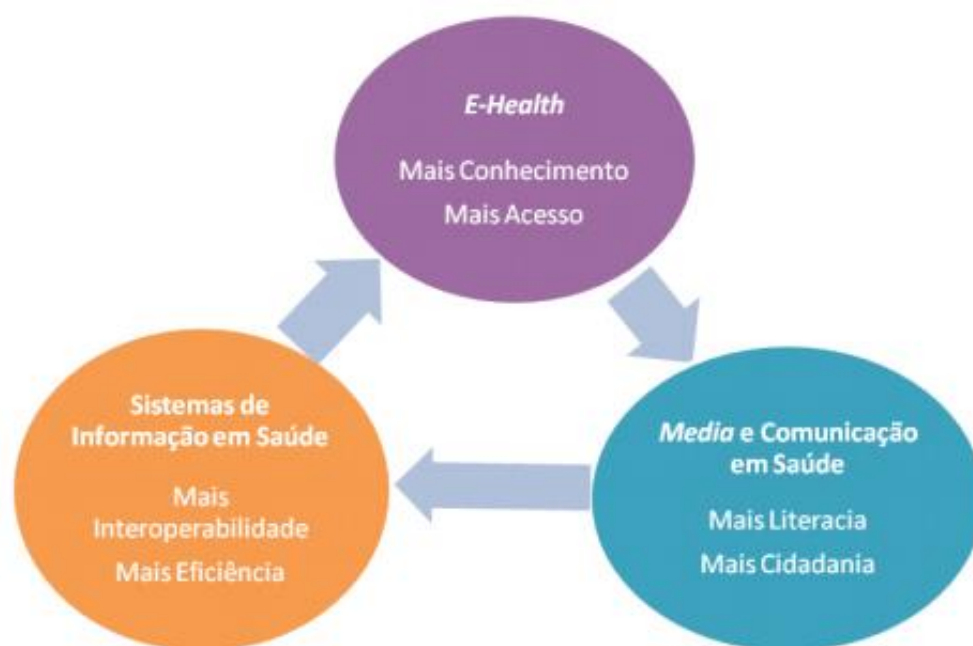 E-Health
Mais Conhecimento
Mais Acesso
Sistemas de
Informação em Saúde
Mais
Interoperabilidade
Mais Eficiência
Media e Comunicação
em Saúde
Mais Literacia
Mais Cidadania